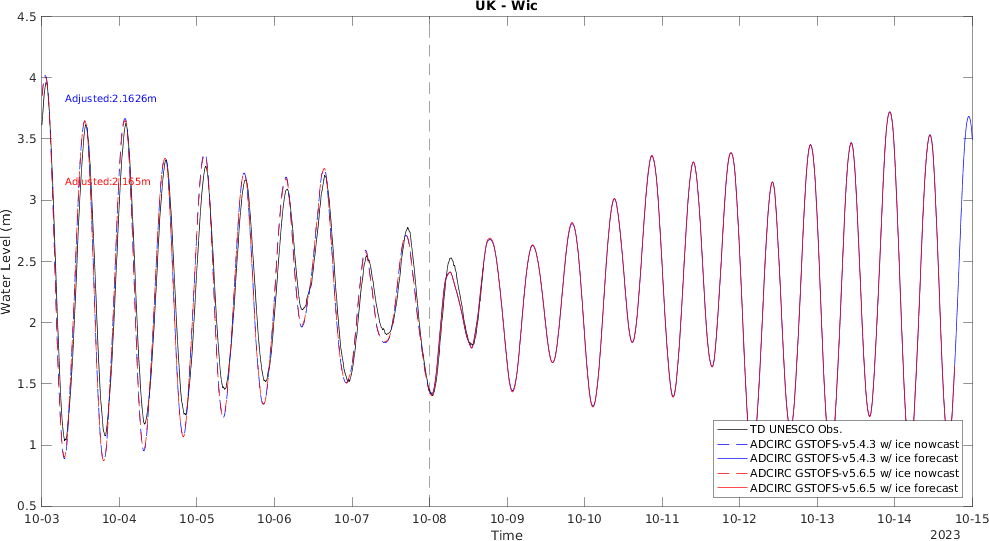 UK - Wic
4.5
4
3.5
3
2.5
2
1.5
1
0.5
Water Level (m)
Adjusted:2.1626m
Adjusted:2.165m
TD UNESCO Obs.
ADCIRC GSTOFS-v5.4.3 w/ ice nowcast
ADCIRC GSTOFS-v5.4.3 w/ ice forecast
ADCIRC GSTOFS-v5.6.5 w/ ice nowcast
ADCIRC GSTOFS-v5.6.5 w/ ice forecast
10-03 10-04 10-05 10-06 10-07 10-08 10-09 10-10 10-11 10-12 10-13 10-14 10-15
Time
2023